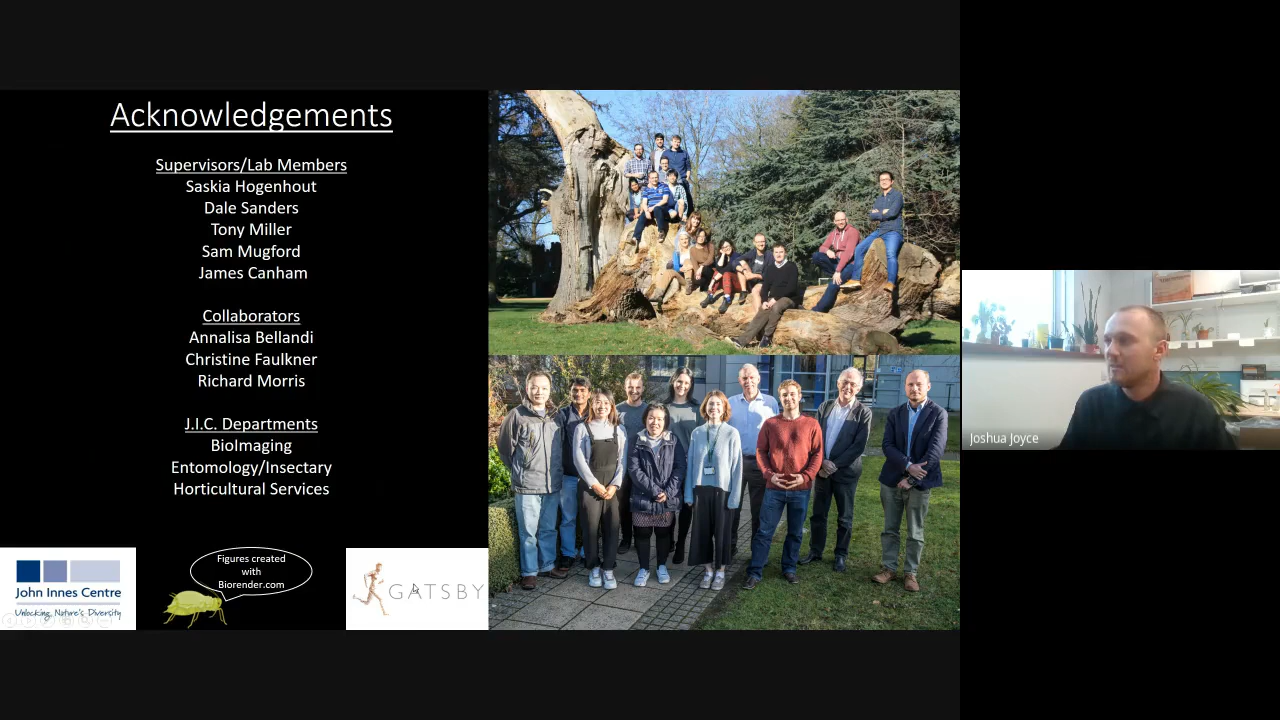 Acknowledgements
Supervisors/Lab Members
Saskia Hogenhout
Dale Sanders
Tony Miller
Sam Mugford
James Canham
Collaborators
Annalisa Bellandi
Christine Faulkner
Richard Morris
J.I.C. Departments
BioImaging
Entomology/Insectary
Horticultural Services
John Innes Centre
Unlocking Nature's Diversity
Figures created
with
Biorender.com
GATSBY
Joshua Joyce